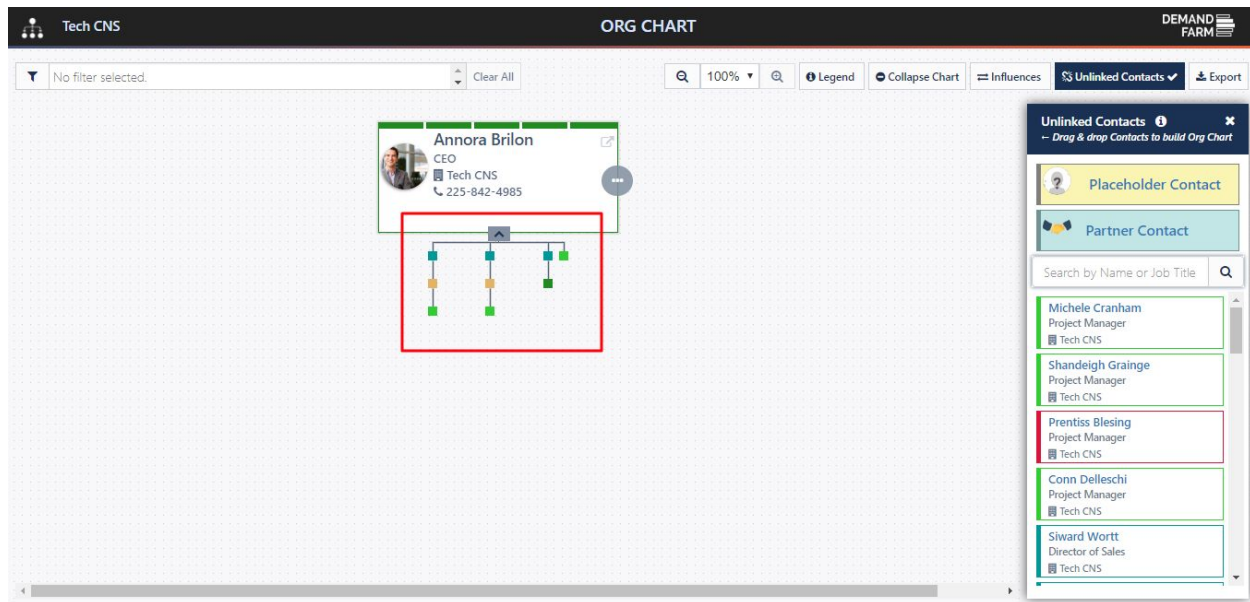 Tech CNS
ORG CHART
DEMAND
FARM
No filter selected.
Clear All
100%
Legend
Collapse Chart
Influences
Unlinked Contacts
Export
Annora Brilon
CEO
Tech CNS
225-842-4985
Unlinked Contacts
← Drag & drop Contacts to build Org Chart
Placeholder Contact
Partner Contact
Search by Name or Job Title
Michele Cranham
Project Manager
Tech CNS
Shandeigh Grainge
Project Manager
Tech CNS
Prentiss Blesing
Project Manager
Tech CNS
Conn Delleschi
Project Manager
Tech CNS
Siward Wortt
Director of Sales
Tech CNS